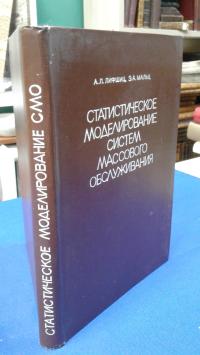 А.Л. ЛИФШИЦ, Э.А. МАЛЬЦ
СТАТИСТИЧЕСКОЕ
МОДЕЛИРОВАНИЕ
СИСТЕМ
МАССОВОГО
ОБСЛУЖИВАНИЯ
СТАТИСТИЧЕСКОЕ МОДЕЛИРОВАНИЕ СМО